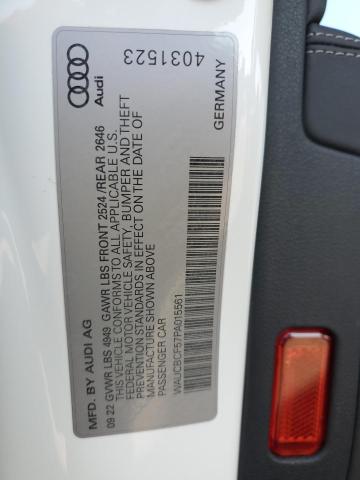 Audi
4031523
MFD. BY AUDI AG
GERMANY
09 22 GVWR LBS 4949 GAWR LBS FRONT 2524/REAR 2646
THIS VEHICLE CONFORMS TO ALL APPLICABLE U.S.
FEDERAL MOTOR VEHICLE SAFETY, BUMPER AND THEFT
PREVENTION STANDARDS IN EFFECT ON THE DATE OF
MANUFACTURE SHOWN ABOVE
PASSENGER CAR
WAUCBCF57PA015561